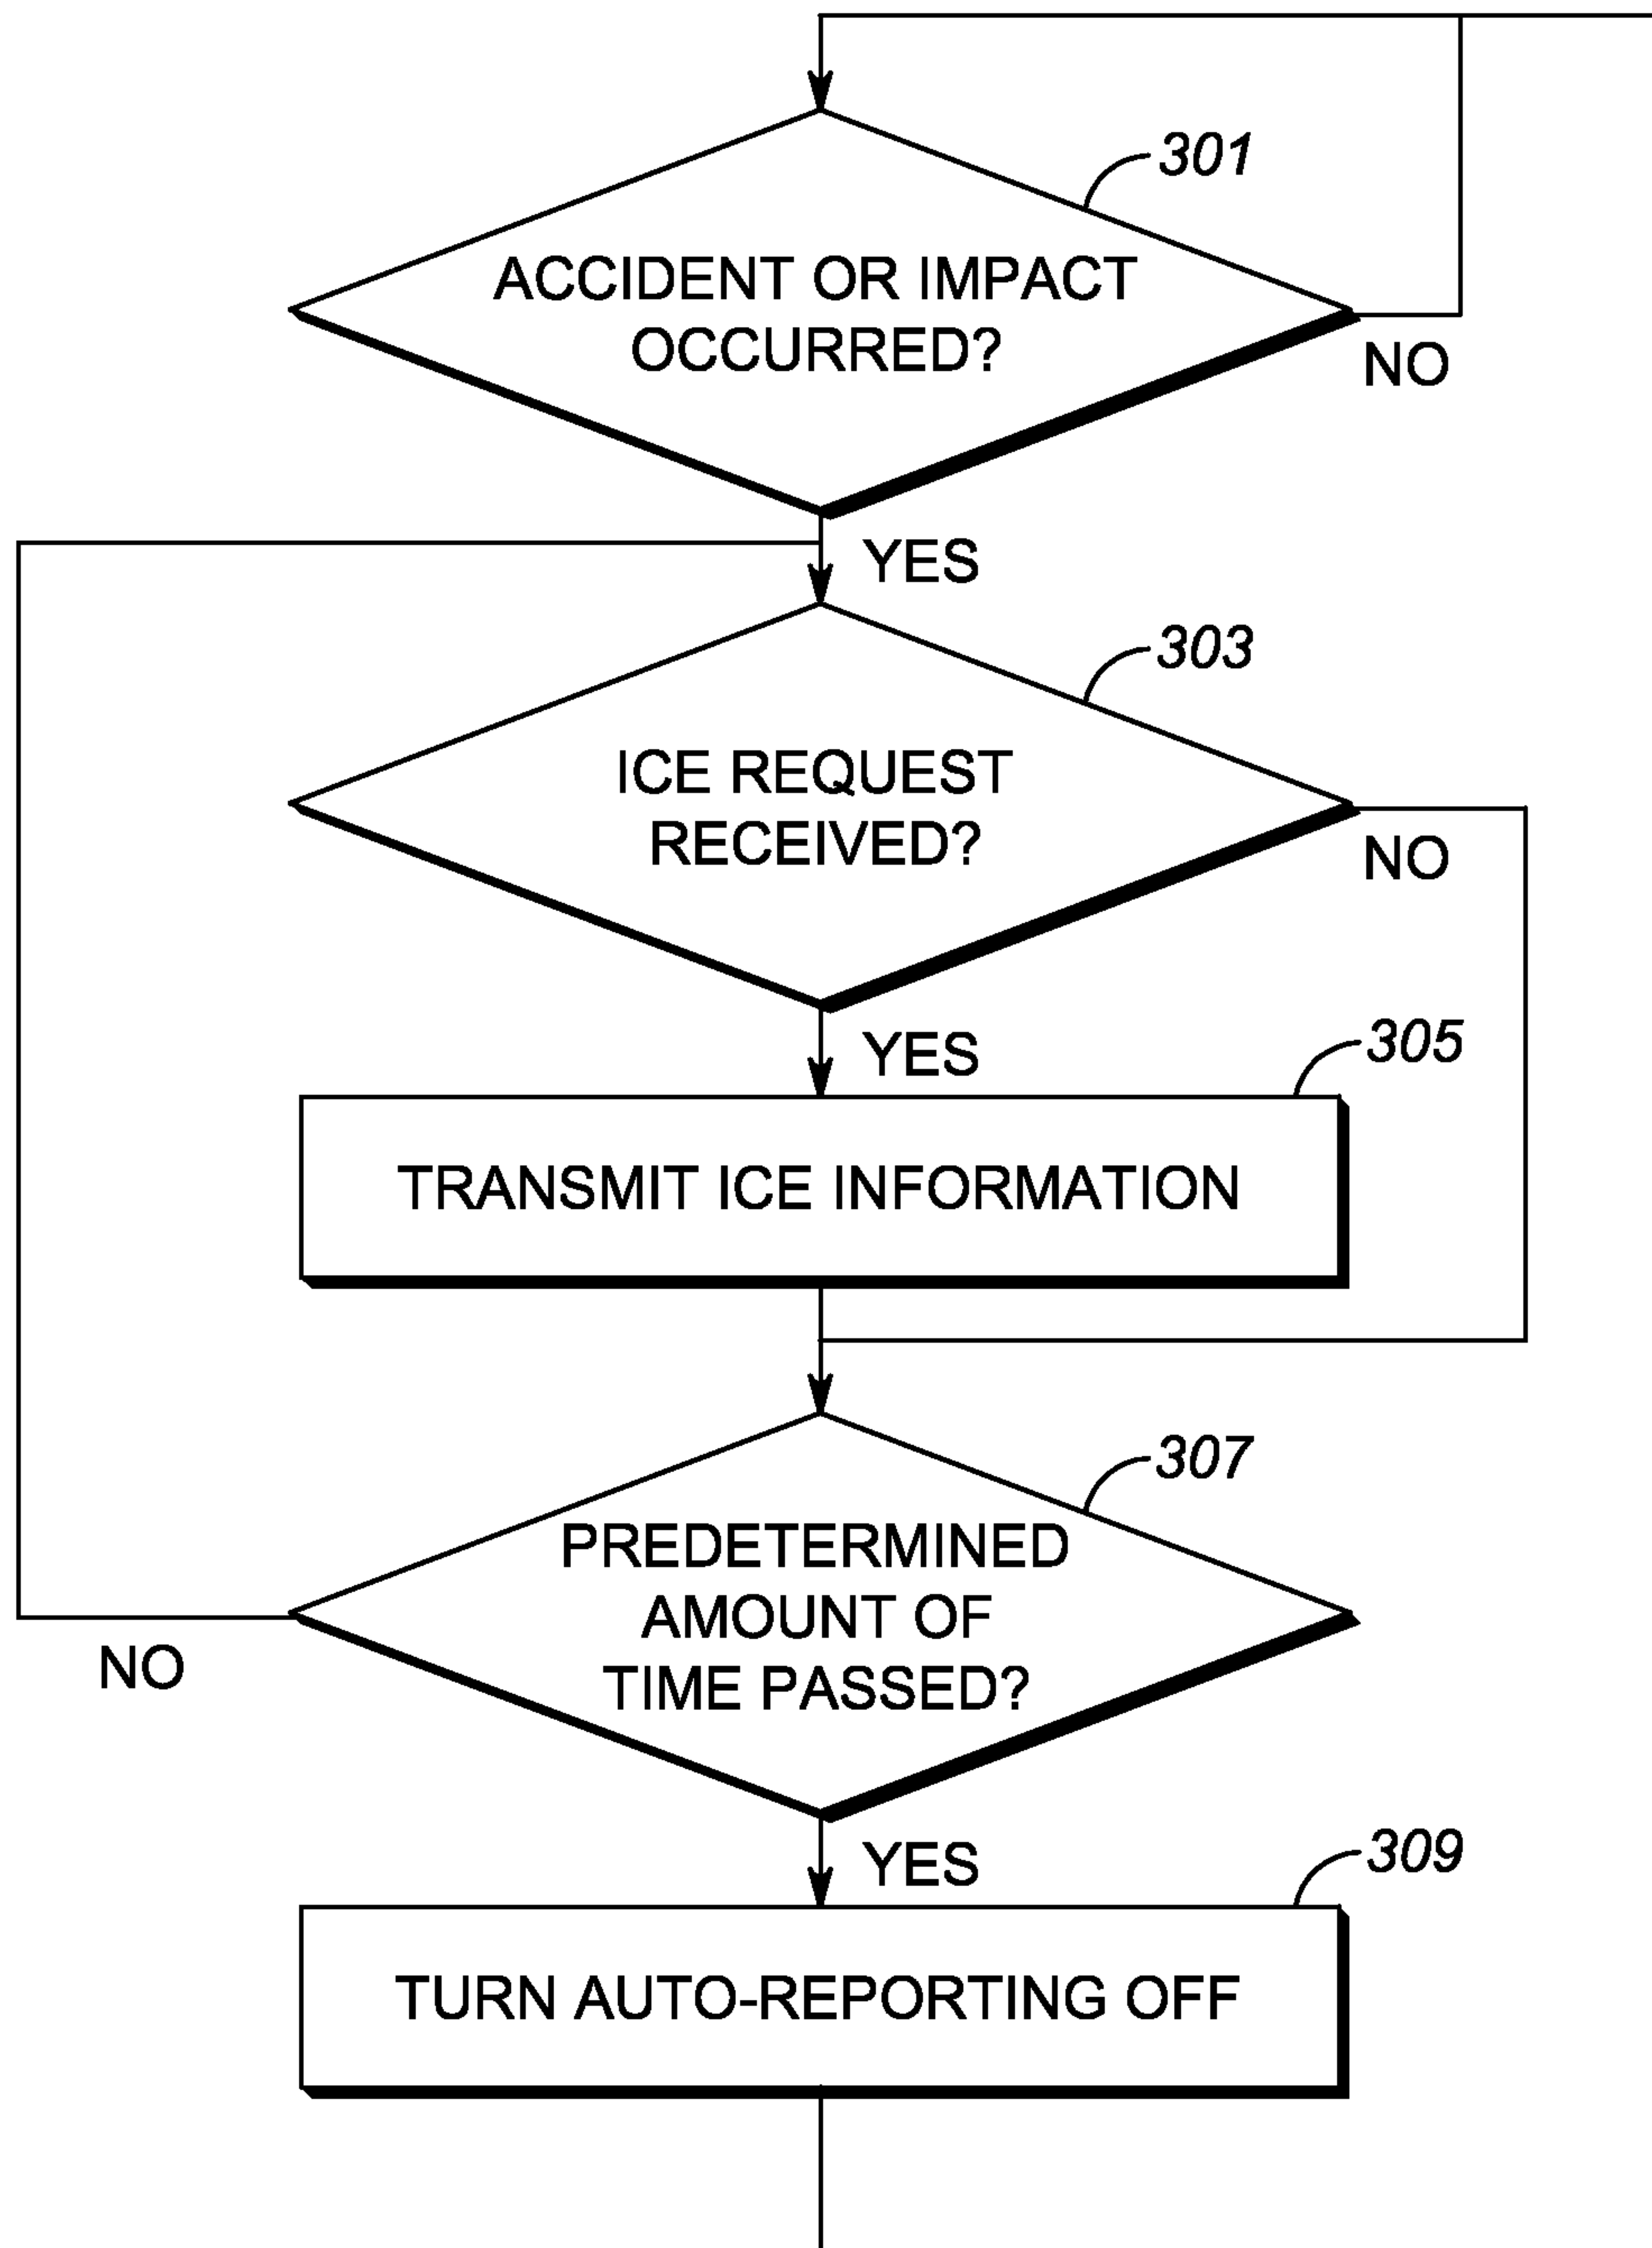 301
ACCIDENT OR IMPACT
OCCURRED?
NO
YES
303
ICE REQUEST
RECEIVED?
NO
YES
305
TRANSMIT ICE INFORMATION
307
PREDETERMINED
AMOUNT OF
TIME PASSED?
NO
YES
309
TURN AUTO-REPORTING OFF